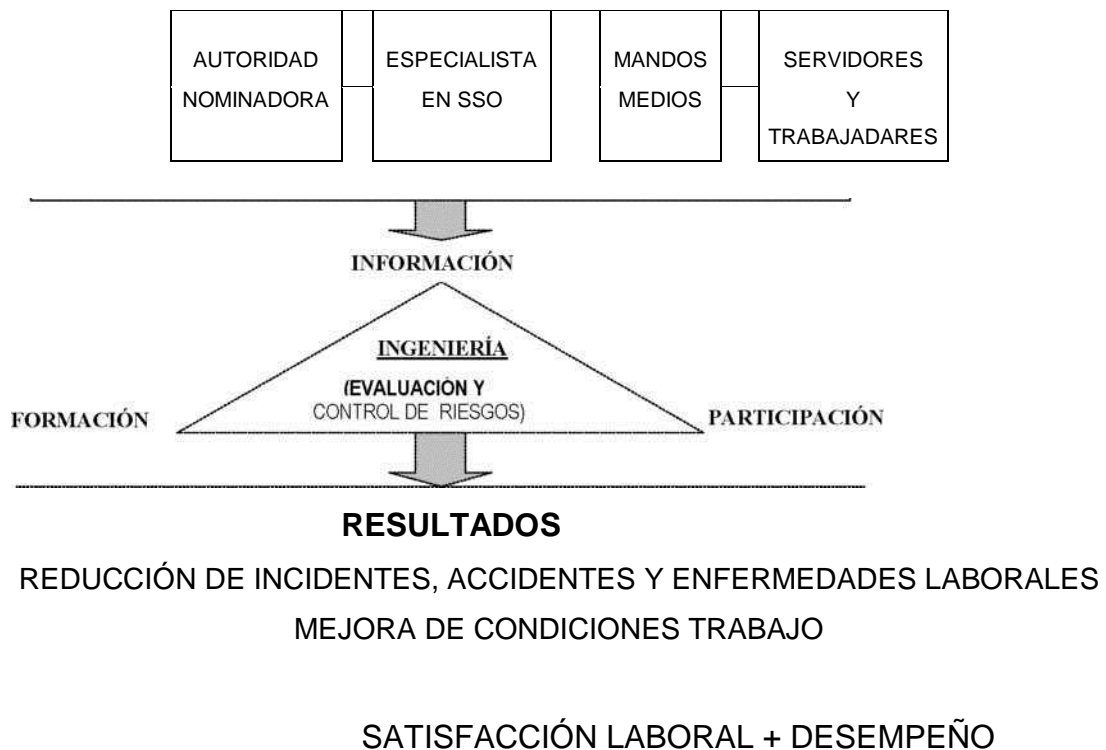 AUTORIDAD
NOMINADORA
ESPECIALISTA
EN SSO
MANDOS
MEDIOS
SERVIDORES
Y
TRABAJADARES
INFORMACIÓN
INGENIERÍA
(EVALUACIÓN Y
CONTROL DE RIESGOS)
FORMACIÓN
PARTICIPACIÓN
RESULTADOS
REDUCCIÓN DE INCIDENTES, ACCIDENTES Y ENFERMEDADES LABORALES
MEJORA DE CONDICIONES TRABAJO
SATISFACCIÓN LABORAL + DESEMPEÑO